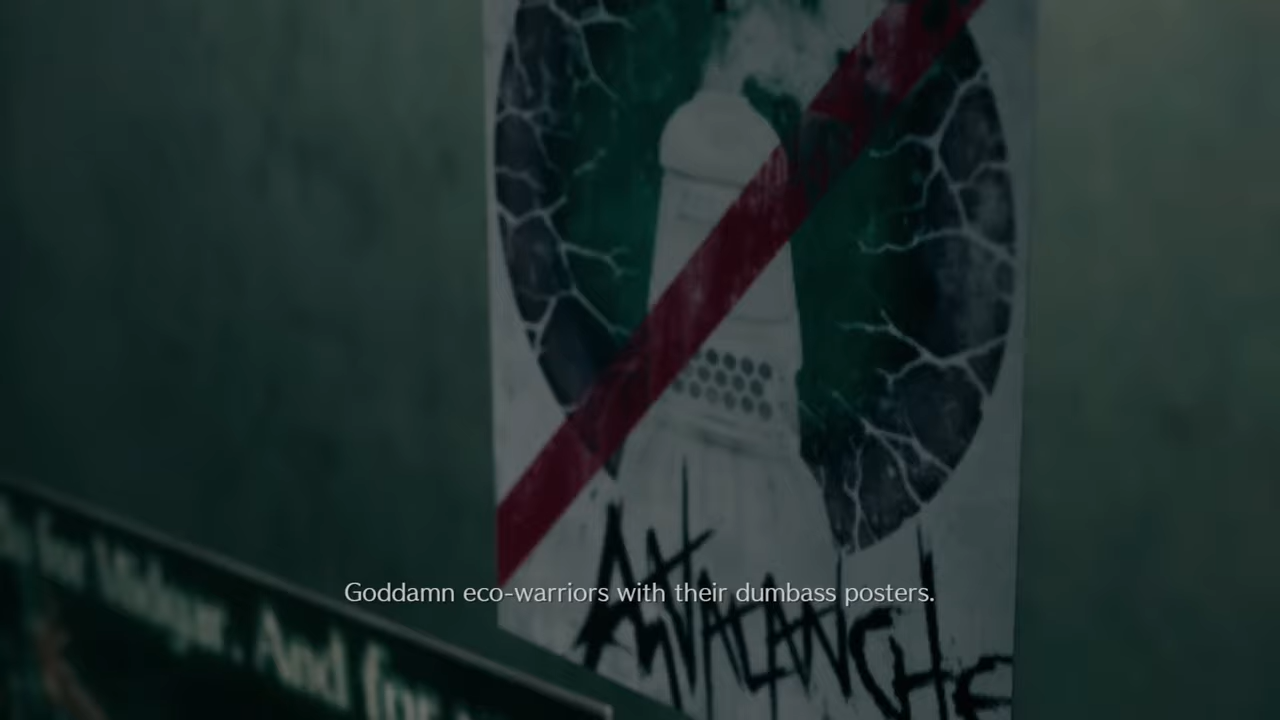 Goddamn eco-warriors with their dumbass posters.
AVALANCHE
for Midgar. And for